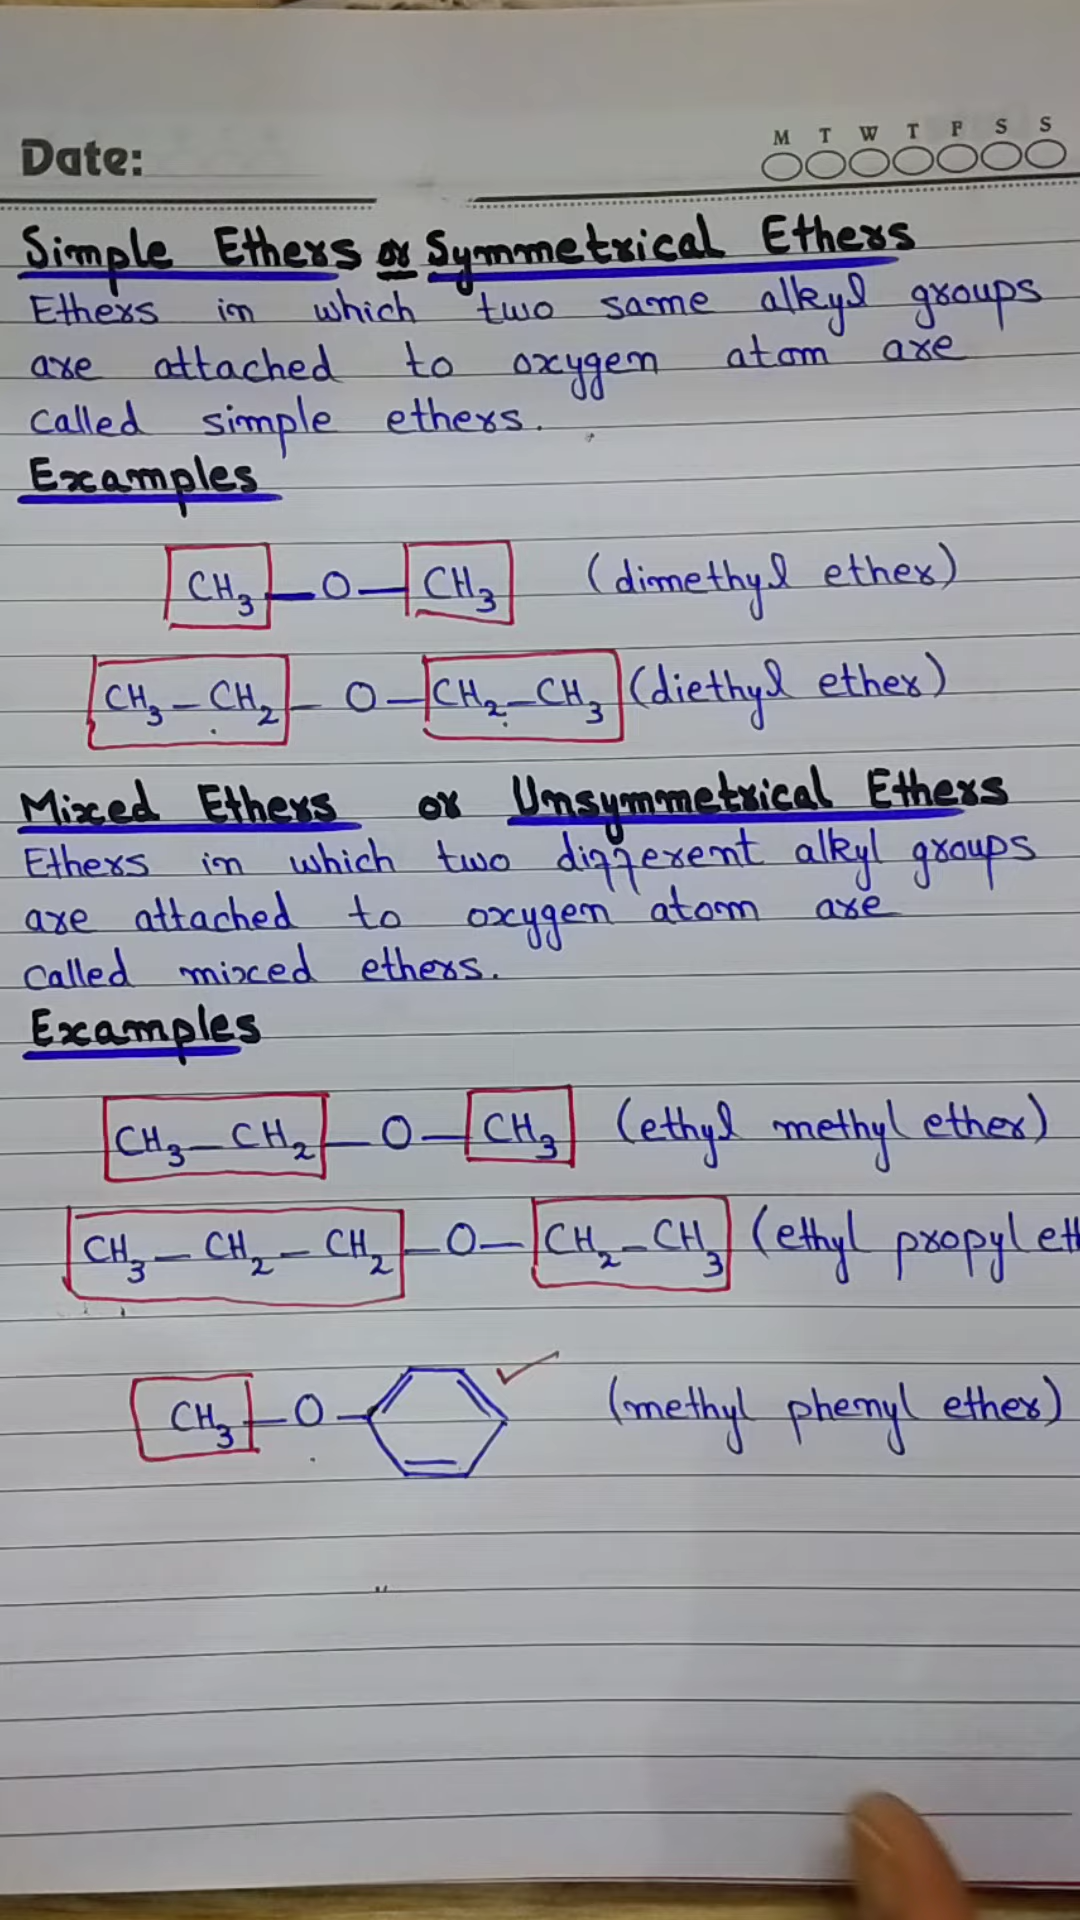 M T W T F S S
Date:
Simple Ethers or Symmetrical Ethers
Ethers in which two same alkyl groups
are attached to oxygen atom are
called simple ethers.
Examples
CH₃ — O — CH₃ (dimethyl ether)
CH₃ — CH₂ — O — CH₂ — CH₃ (diethyl ether)
Mixed Ethers or Unsymmetrical Ethers
Ethers in which two different alkyl groups
are attached to oxygen atom are
called mixed ethers.
Examples
CH₃ — CH₂ — O — CH₃ (ethyl methyl ether)
CH₃ — CH₂ — CH₂ — O — CH₂ — CH₃ (ethyl propyl eth
CH₃ — O — (methyl phenyl ether)